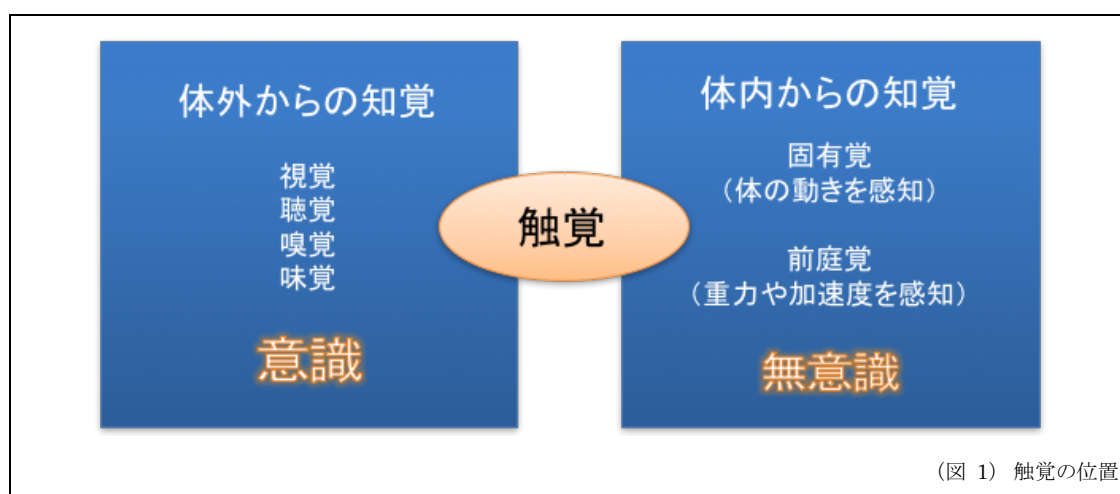 体外からの知覚
視覚
聴覚
嗅覚
味覚
意識
触覚
体内からの知覚
固有覚
（体の動きを感知）
前庭覚
（重力や加速度を感知）
無意識
（図 1） 触覚の位置